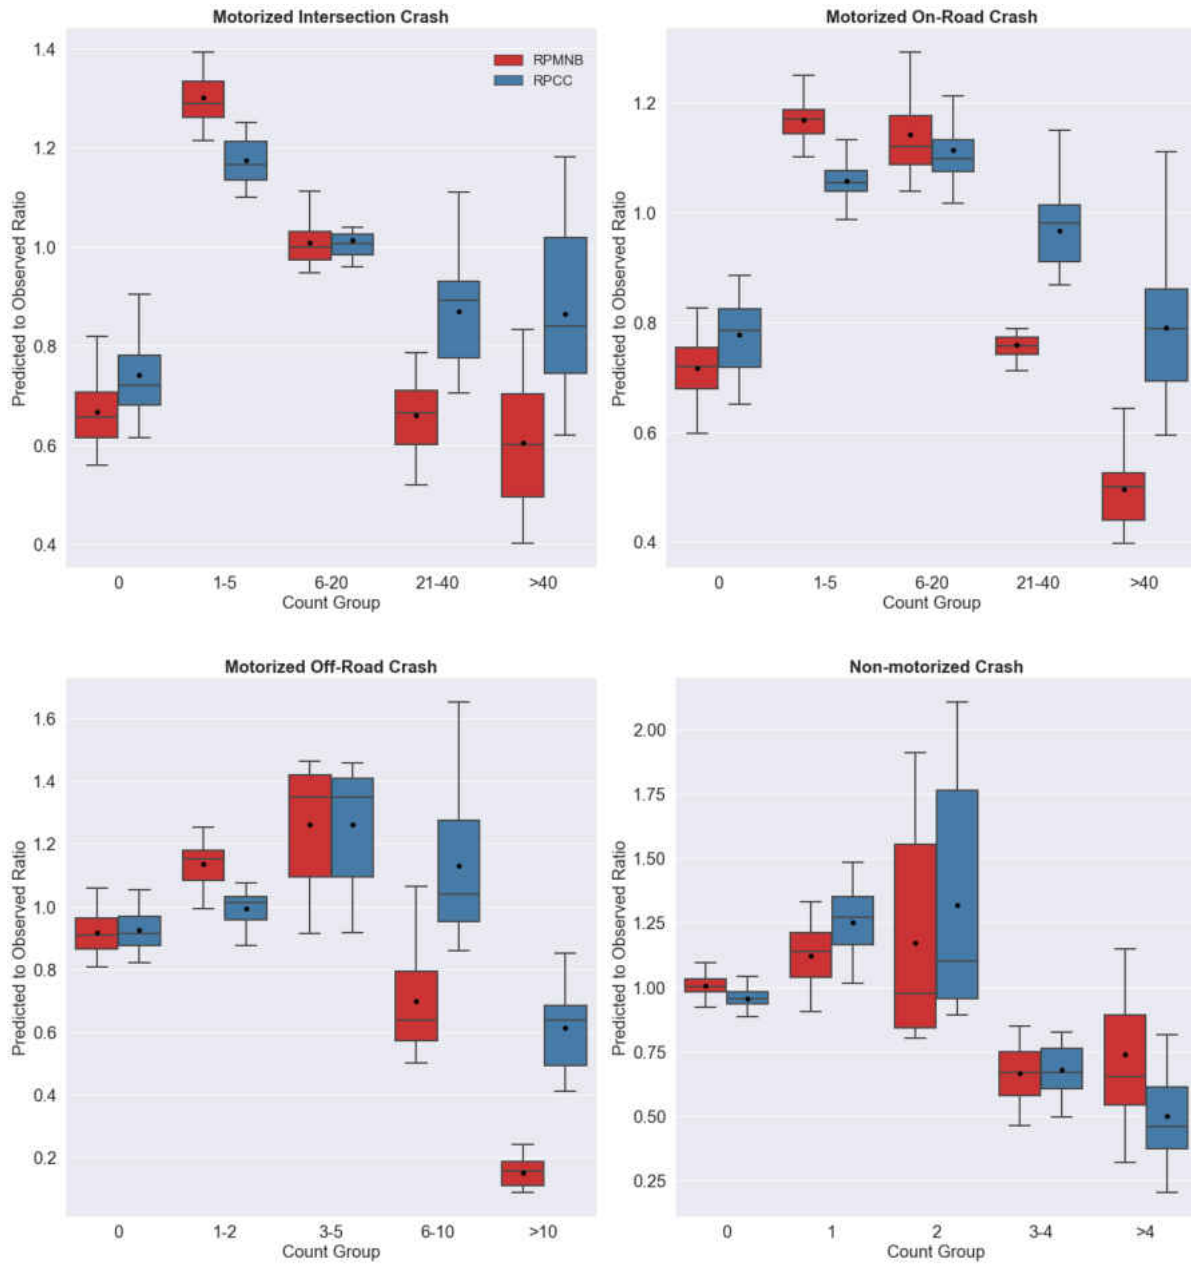 Motorized Intersection Crash
RPMNB
RPCC
1.4
1.2
1.0
0.8
0.6
0.4
Predicted to Observed Ratio
0 1-5 6-20 21-40 >40
Count Group
Motorized On-Road Crash
1.2
1.0
0.8
0.6
0.4
Predicted to Observed Ratio
0 1-5 6-20 21-40 >40
Count Group
Motorized Off-Road Crash
1.6
1.4
1.2
1.0
0.8
0.6
0.4
0.2
Predicted to Observed Ratio
0 1-2 3-5 6-10 >10
Count Group
Non-motorized Crash
2.00
1.75
1.50
1.25
1.00
0.75
0.50
0.25
Predicted to Observed Ratio
0 1 2 3-4 >4
Count Group